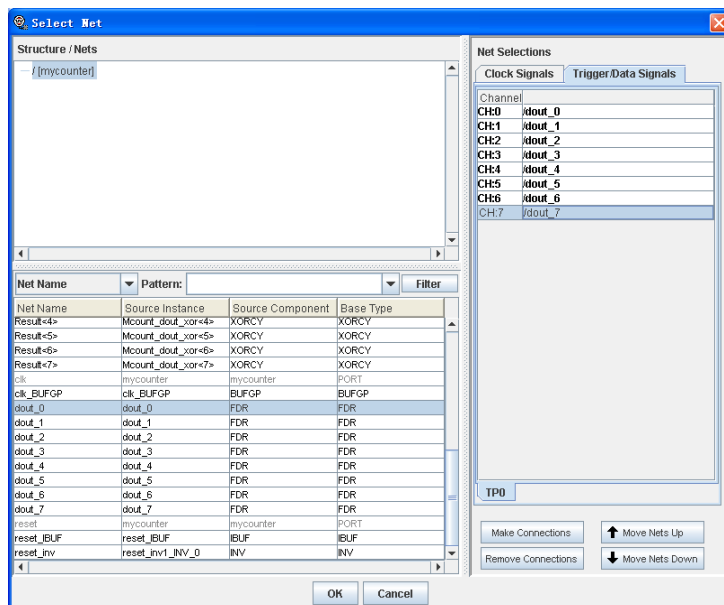 Select Net
Structure / Nets
/ [mycounter]
Net Name Pattern: Filter
Net Name Source Instance Source Component Base Type
Result<4> Mcount_dout_xor<4> XORCY XORCY
Result<5> Mcount_dout_xor<5> XORCY XORCY
Result<6> Mcount_dout_xor<6> XORCY XORCY
Result<7> Mcount_dout_xor<7> XORCY XORCY
clk mycounter mycounter PORT
clk_BUFGP clk_BUFGP BUFGP BUFGP
dout_0 dout_0 FDR FDR
dout_1 dout_1 FDR FDR
dout_2 dout_2 FDR FDR
dout_3 dout_3 FDR FDR
dout_4 dout_4 FDR FDR
dout_5 dout_5 FDR FDR
dout_6 dout_6 FDR FDR
dout_7 dout_7 FDR FDR
reset mycounter mycounter PORT
reset_IBUF reset_IBUF IBUF IBUF
reset_inv reset_inv1_INV_0 INV INV
Net Selections
Clock Signals Trigger/Data Signals
Channel
CH:0 /dout_0
CH:1 /dout_1
CH:2 /dout_2
CH:3 /dout_3
CH:4 /dout_4
CH:5 /dout_5
CH:6 /dout_6
CH:7 /dout_7
TP0
Make Connections Move Nets Up
Remove Connections Move Nets Down
OK Cancel